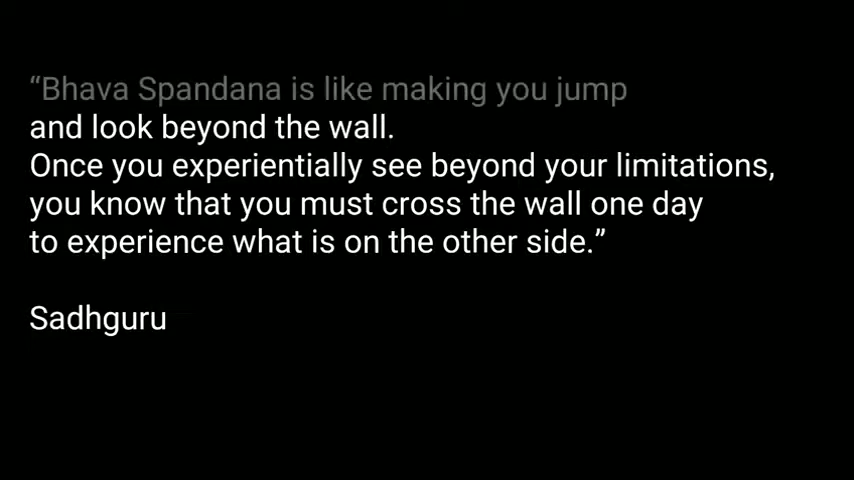 “Bhava Spandana is like making you jump
and look beyond the wall.
Once you experientially see beyond your limitations,
you know that you must cross the wall one day
to experience what is on the other side.”
Sadhguru